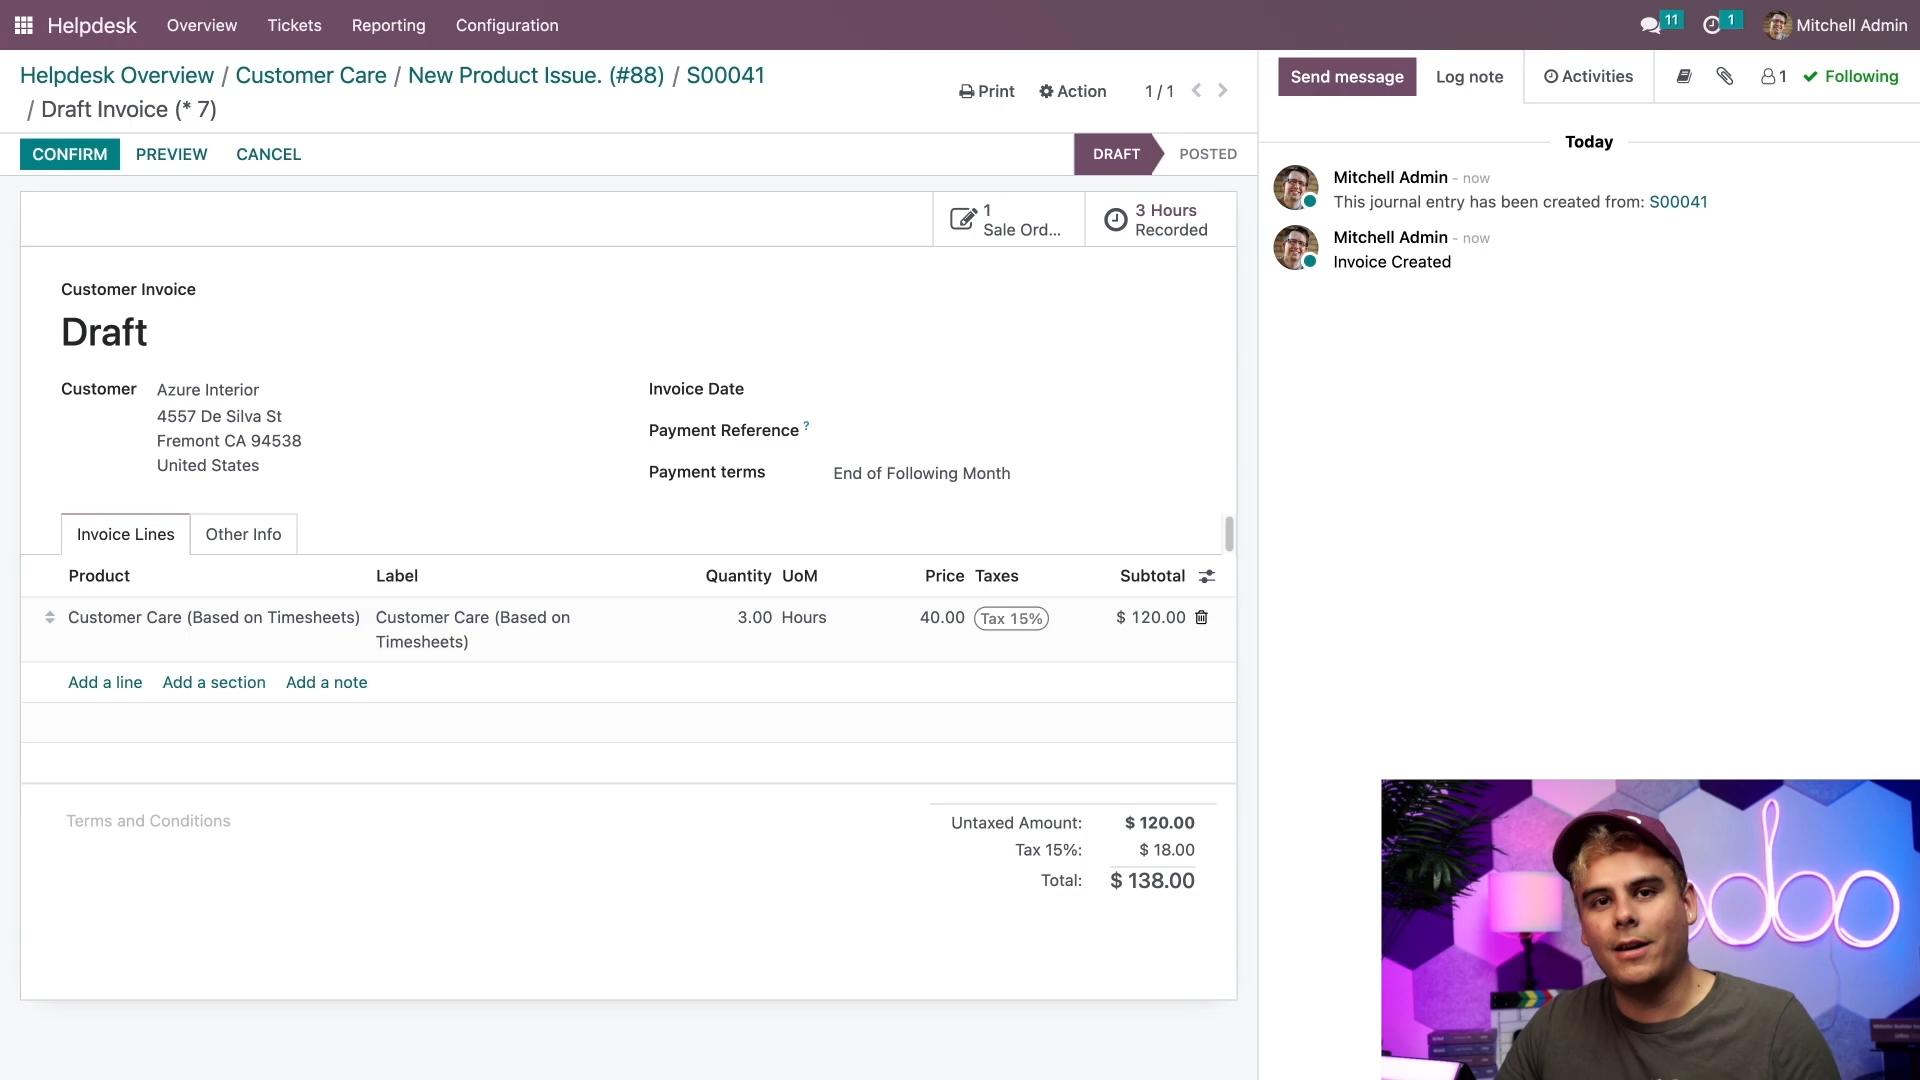 Helpdesk Overview Tickets Reporting Configuration 11 1 Mitchell Admin
Helpdesk Overview / Customer Care / New Product Issue. (#88) / S00041
/ Draft Invoice (* 7)
Print Action 1 / 1
Send message Log note Activities 1 Following
CONFIRM PREVIEW CANCEL DRAFT POSTED
1
Sale Ord...
3 Hours
Recorded
Customer Invoice
Draft
Customer Azure Interior
4557 De Silva St
Fremont CA 94538
United States
Invoice Date
Payment Reference ?
Payment terms End of Following Month
Invoice Lines Other Info
Product Label Quantity UoM Price Taxes Subtotal
Customer Care (Based on Timesheets) Customer Care (Based on 3.00 Hours 40.00 Tax 15% $ 120.00
Timesheets)
Add a line Add a section Add a note
Terms and Conditions
Untaxed Amount: $ 120.00
Tax 15%: $ 18.00
Total: $ 138.00
Today
Mitchell Admin - now
This journal entry has been created from: S00041
Mitchell Admin - now
Invoice Created
odoo